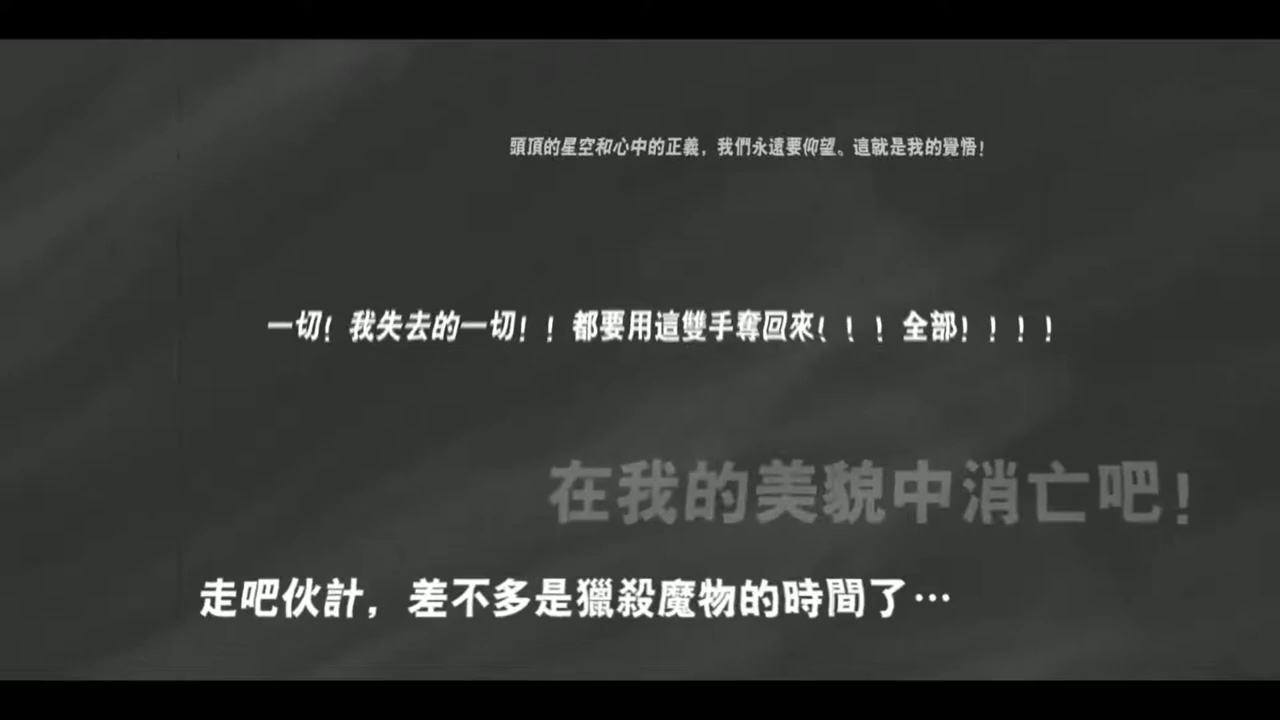 頭頂的星空和心中的正義，我們永遠要仰望。這就是我的覺悟！
一切！我失去的一切！！都要用這雙手奪回來！！！全部！！！！
在我的美貌中消亡吧！
走吧伙計，差不多是獵殺魔物的時間了…